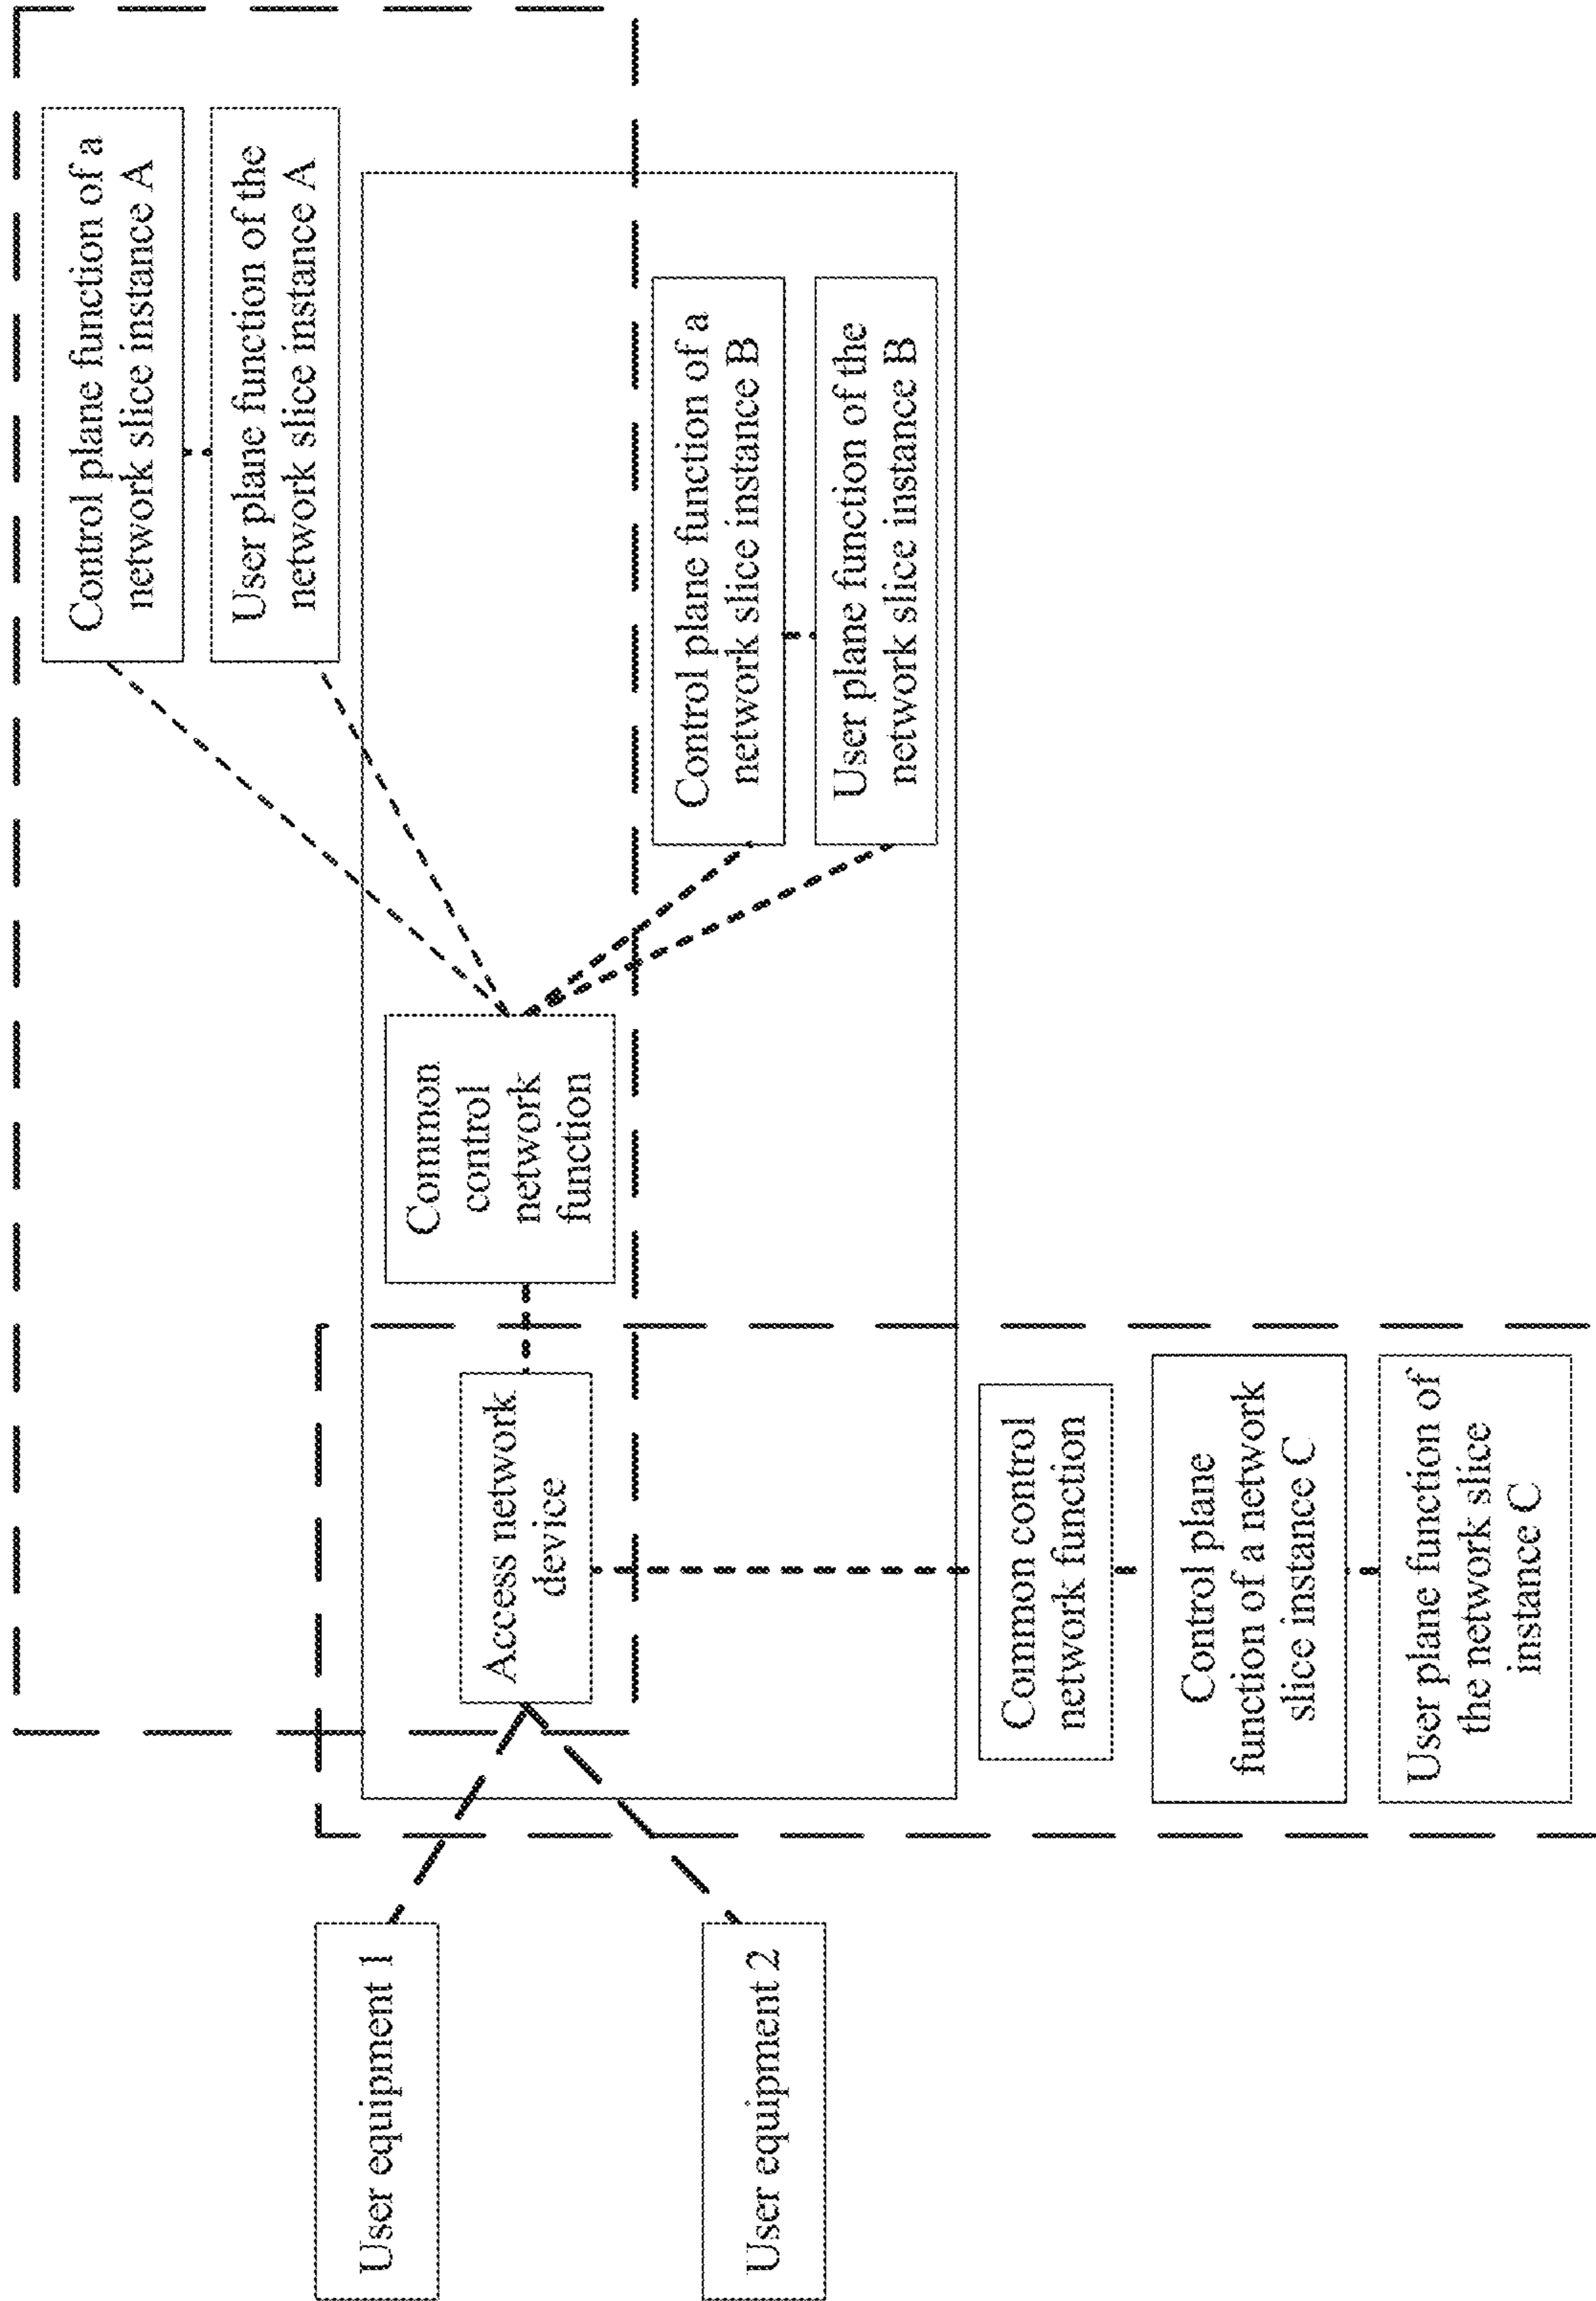 User equipment 1
User equipment 2
Access network
device
Common
control
network
function
Control plane function of a
network slice instance A
User plane function of the
network slice instance A
Control plane function of a
network slice instance B
User plane function of the
network slice instance B
Common control
network function
Control plane
function of a network
slice instance C
User plane function of
the network slice
instance C